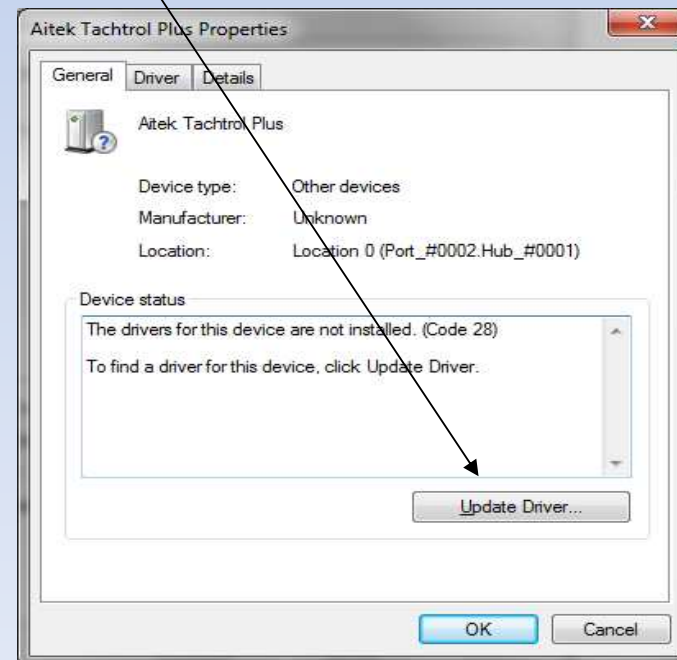 Aitek Tachtrol Plus Properties
General Driver Details
Aitek Tachtrol Plus
Device type: Other devices
Manufacturer: Unknown
Location: Location 0 (Port_#0002.Hub_#0001)
Device status
The drivers for this device are not installed. (Code 28)
To find a driver for this device, click Update Driver.
Update Driver...
OK Cancel